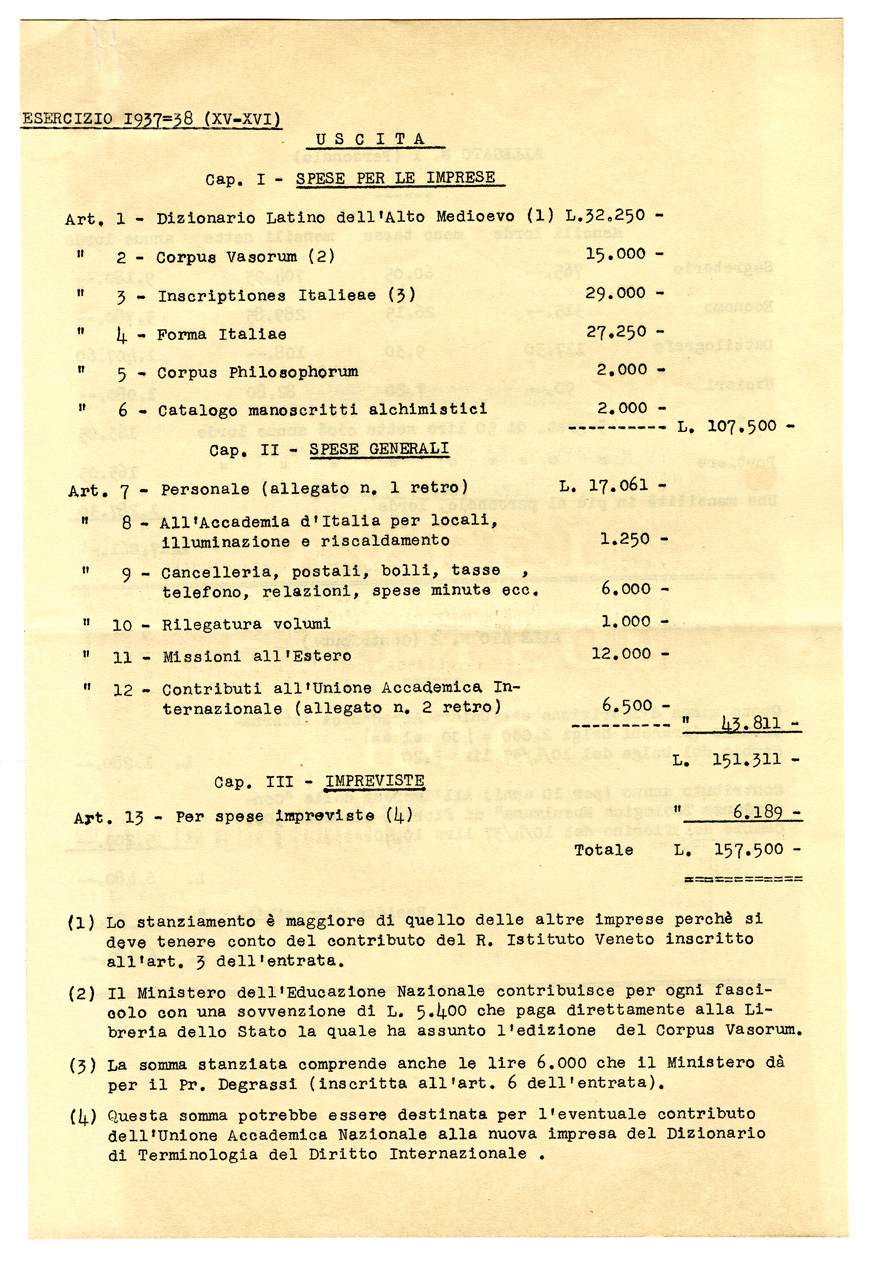 ESERCIZIO 1937=38 (XV-XVI)
U S C I T A
Cap. I - SPESE PER LE IMPRESE
Art. 1 - Dizionario Latino dell'Alto Medioevo (1) L.32.250 -
" 2 - Corpus Vasorum (2) 15.000 -
" 3 - Inscriptiones Italieae (3) 29.000 -
" 4 - Forma Italiae 27.250 -
" 5 - Corpus Philosophorum 2.000 -
" 6 - Catalogo manoscritti alchimistici 2.000 -
---------- L. 107.500 -
Cap. II - SPESE GENERALI
Art. 7 - Personale (allegato n. 1 retro) L. 17.061 -
" 8 - All'Accademia d'Italia per locali,
illuminazione e riscaldamento 1.250 -
" 9 - Cancelleria, postali, bolli, tasse ,
telefono, relazioni, spese minute ecc. 6.000 -
" 10 - Rilegatura volumi 1.000 -
" 11 - Missioni all'Estero 12.000 -
" 12 - Contributi all'Unione Accademica In-
ternazionale (allegato n. 2 retro) 6.500 -
---------- " 43.811 -
L. 151.311 -
Cap. III - IMPREVISTE
Art. 13 - Per spese impreviste (4) " 6.189 -
Totale L. 157.500 -
============
(1) Lo stanziamento è maggiore di quello delle altre imprese perchè si
deve tenere conto del contributo del R. Istituto Veneto inscritto
all'art. 3 dell'entrata.
(2) Il Ministero dell'Educazione Nazionale contribuisce per ogni fasci-
colo con una sovvenzione di L. 5.400 che paga direttamente alla Li-
breria dello Stato la quale ha assunto l'edizione del Corpus Vasorum.
(3) La somma stanziata comprende anche le lire 6.000 che il Ministero dà
per il Pr. Degrassi (inscritta all'art. 6 dell'entrata).
(4) Questa somma potrebbe essere destinata per l'eventuale contributo
dell'Unione Accademica Nazionale alla nuova impresa del Dizionario
di Terminologia del Diritto Internazionale .